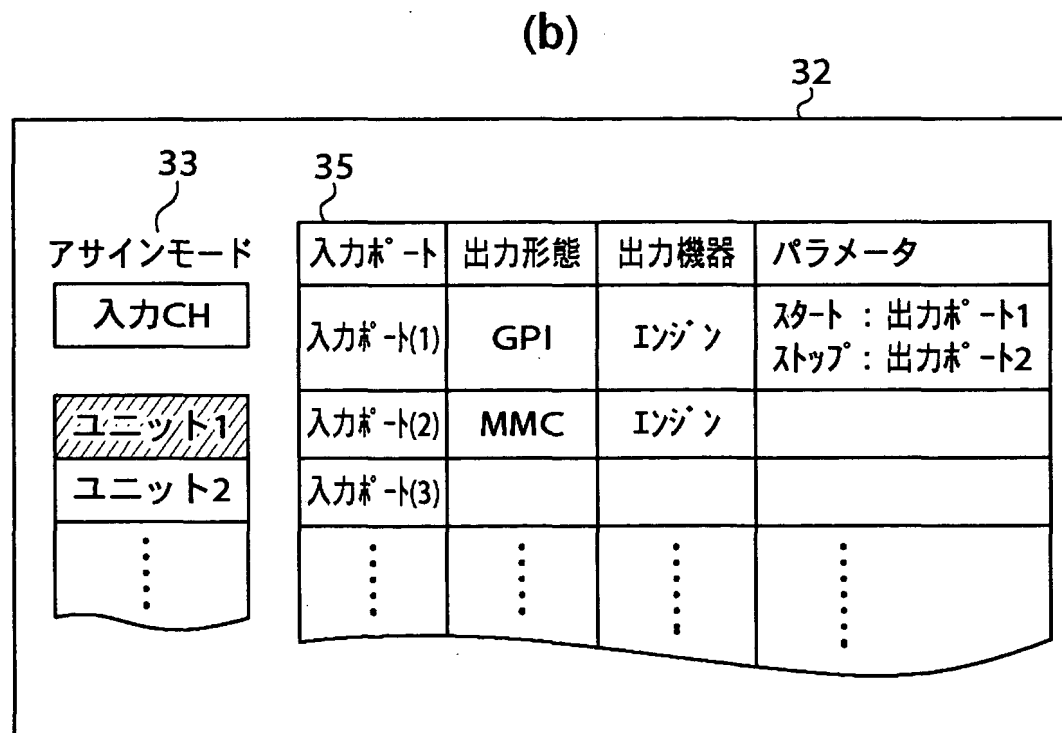 (b)
32
33
35
アサインモード
入力CH
ユニット1
ユニット2
入力ポート 出力形態 出力機器 パラメータ
入力ポート(1) GPI エンジン スタート : 出力ポート1
ストップ : 出力ポート2
入力ポート(2) MMC エンジン
入力ポート(3)